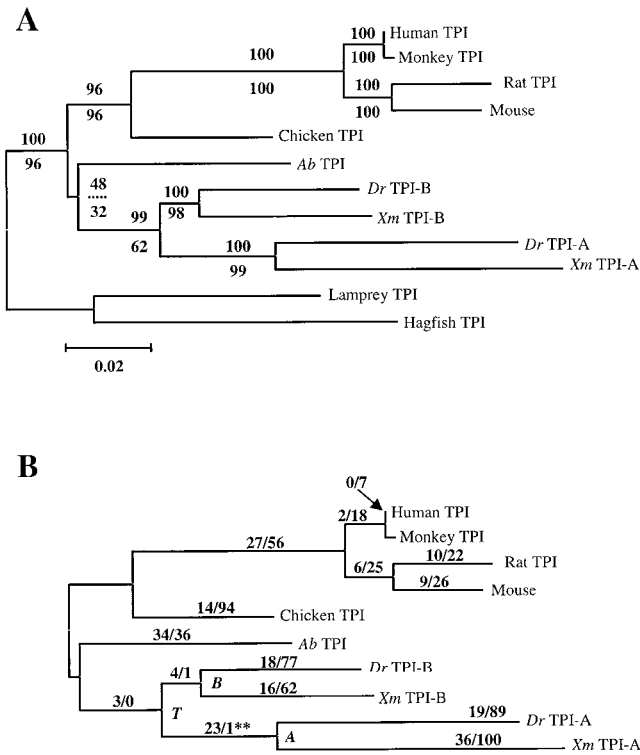 A
100 Human TPI
100 100 Monkey TPI
96 100 100 Rat TPI
96 100 Mouse
100 Chicken TPI
96 Ab TPI
48 100 Dr TPI-B
32 99 98 Xm TPI-B
62 100 Dr TPI-A
99 Xm TPI-A
Lamprey TPI
Hagfish TPI
0.02
B
0/7
2/18 Human TPI
27/56 Monkey TPI
6/25 10/22 Rat TPI
9/26 Mouse
14/94 Chicken TPI
34/36 Ab TPI
4/1 18/77 Dr TPI-B
B
3/0 16/62 Xm TPI-B
T 19/89 Dr TPI-A
23/1** A
36/100 Xm TPI-A